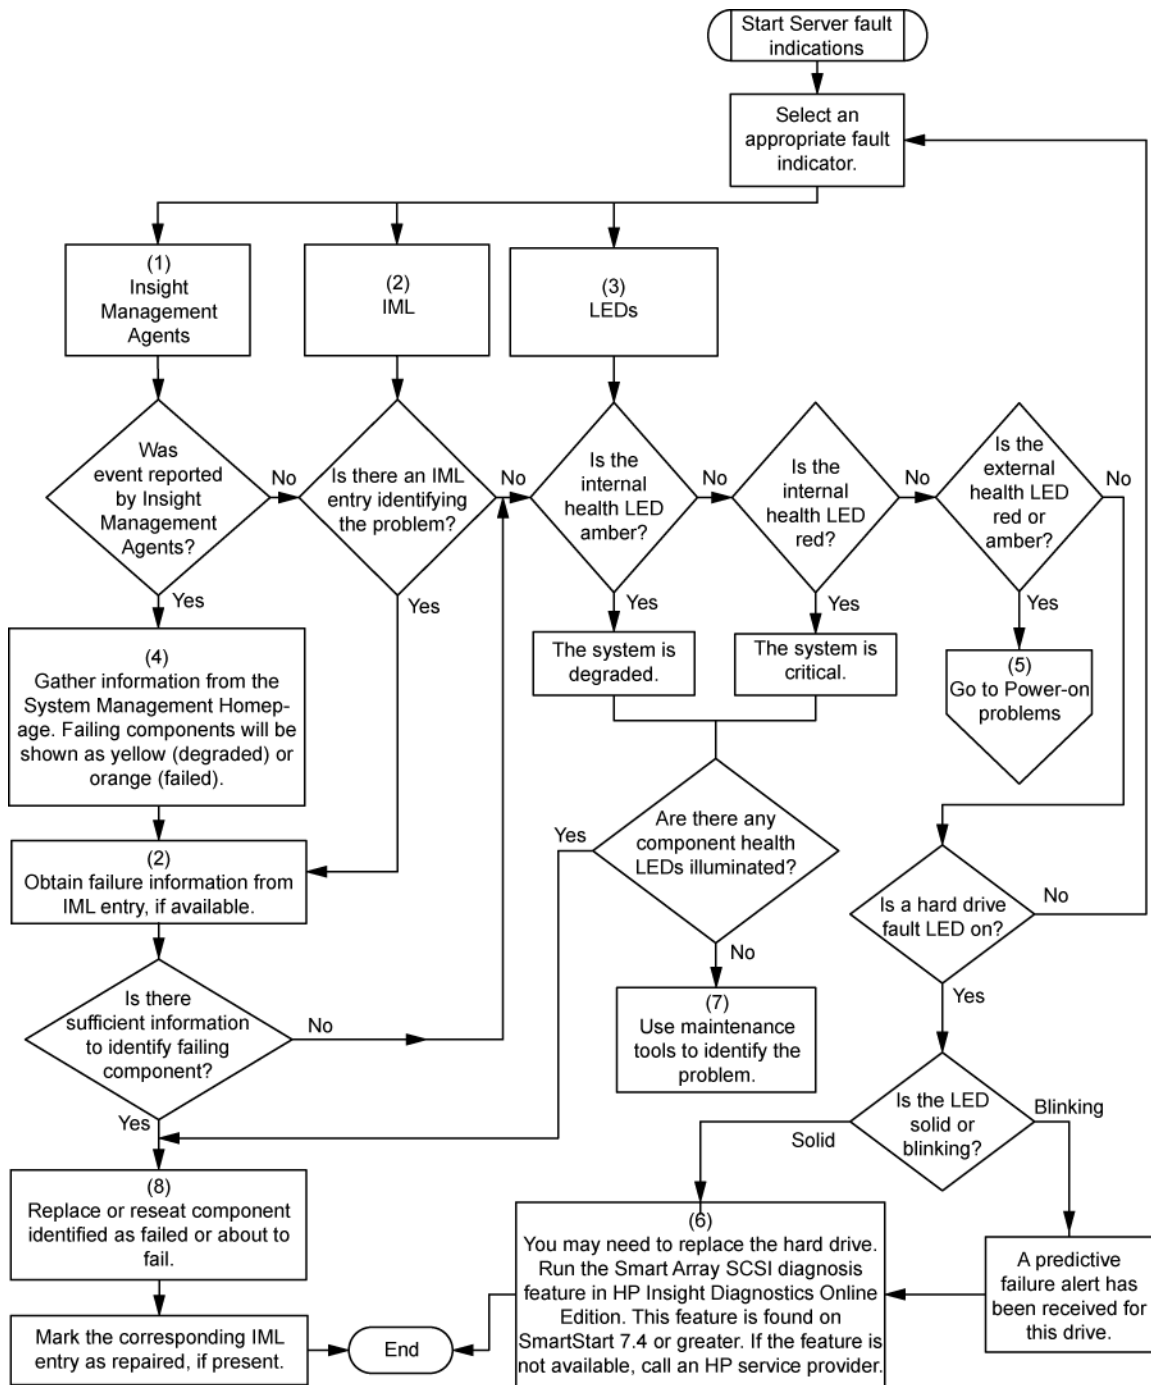 Start Server fault
indications
Select an
appropriate fault
indicator.
(1)
Insight
Management
Agents
(2)
IML
(3)
LEDs
Was
event reported
by Insight
Management
Agents?
No
Is there an IML
entry identifying
the problem?
No
Is the
internal
health LED
amber?
No
Is the
internal
health LED
red?
No
Is the
external
health LED
red or
amber?
No
Yes
Yes
Yes
Yes
Yes
(4)
Gather information from the
System Management Homep-
age. Failing components will be
shown as yellow (degraded) or
orange (failed).
The system is
degraded.
The system is
critical.
(5)
Go to Power-on
problems
Are there any
component health
LEDs illuminated?
Yes
No
(2)
Obtain failure information from
IML entry, if available.
Is a hard drive
fault LED on?
No
Yes
Is there
sufficient information
to identify failing
component?
No
Yes
(7)
Use maintenance
tools to identify the
problem.
Is the LED
solid or
blinking?
Solid
Blinking
(8)
Replace or reseat component
identified as failed or about to
fail.
(6)
You may need to replace the hard drive.
Run the Smart Array SCSI diagnosis
feature in HP Insight Diagnostics Online
Edition. This feature is found on
SmartStart 7.4 or greater. If the feature is
not available, call an HP service provider.
A predictive
failure alert has
been received for
this drive.
Mark the corresponding IML
entry as repaired, if present.
End